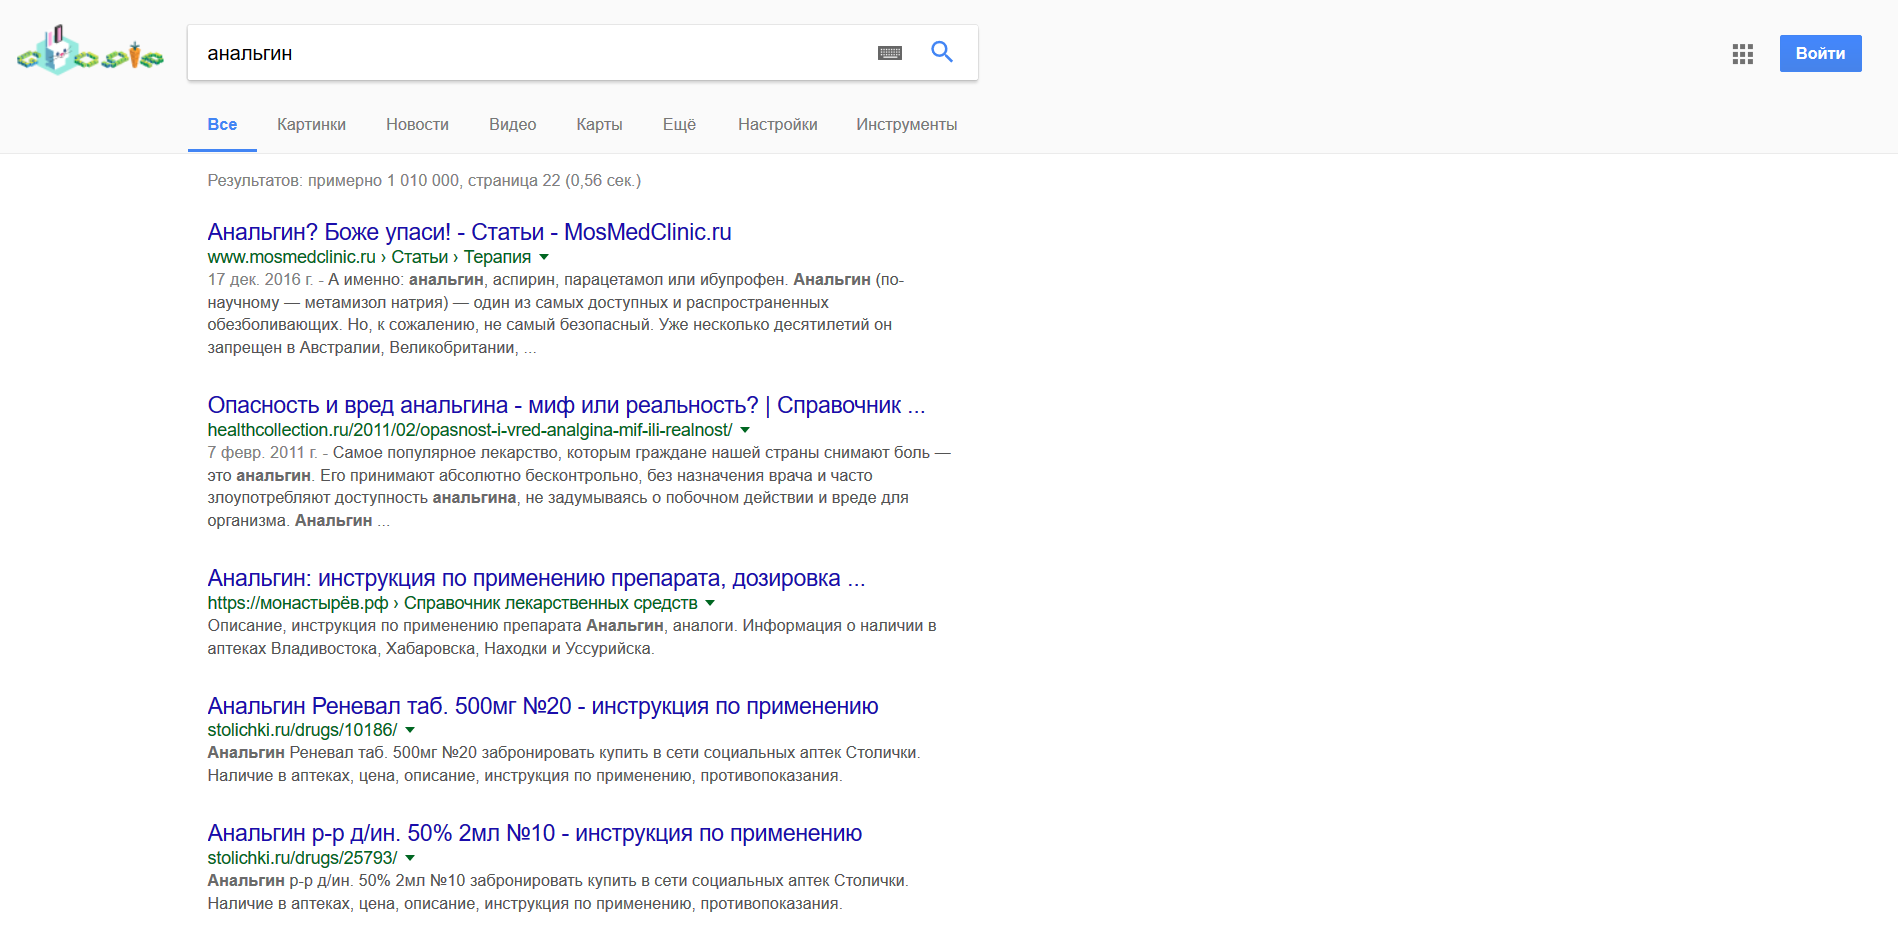 анальгин
Войти
Все Картинки Новости Видео Карты Ещё Настройки Инструменты
Результатов: примерно 1 010 000, страница 22 (0,56 сек.)
Анальгин? Боже упаси! - Статьи - MosMedClinic.ru
www.mosmedclinic.ru › Статьи › Терапия
17 дек. 2016 г. - А именно: анальгин, аспирин, парацетамол или ибупрофен. Анальгин (по-
научному — метамизол натрия) — один из самых доступных и распространенных
обезболивающих. Но, к сожалению, не самый безопасный. Уже несколько десятилетий он
запрещен в Австралии, Великобритании, ...
Опасность и вред анальгина - миф или реальность? | Справочник ...
healthcollection.ru/2011/02/opasnost-i-vred-analgina-mif-ili-realnost/
7 февр. 2011 г. - Самое популярное лекарство, которым граждане нашей страны снимают боль —
это анальгин. Его принимают абсолютно бесконтрольно, без назначения врача и часто
злоупотребляют доступность анальгина, не задумываясь о побочном действии и вреде для
организма. Анальгин ...
Анальгин: инструкция по применению препарата, дозировка ...
https://монастырёв.рф › Справочник лекарственных средств
Описание, инструкция по применению препарата Анальгин, аналоги. Информация о наличии в
аптеках Владивостока, Хабаровска, Находки и Уссурийска.
Анальгин Реневал таб. 500мг №20 - инструкция по применению
stolichki.ru/drugs/10186/
Анальгин Реневал таб. 500мг №20 забронировать купить в сети социальных аптек Столички.
Наличие в аптеках, цена, описание, инструкция по применению, противопоказания.
Анальгин р-р д/ин. 50% 2мл №10 - инструкция по применению
stolichki.ru/drugs/25793/
Анальгин р-р д/ин. 50% 2мл №10 забронировать купить в сети социальных аптек Столички.
Наличие в аптеках, цена, описание, инструкция по применению, противопоказания.